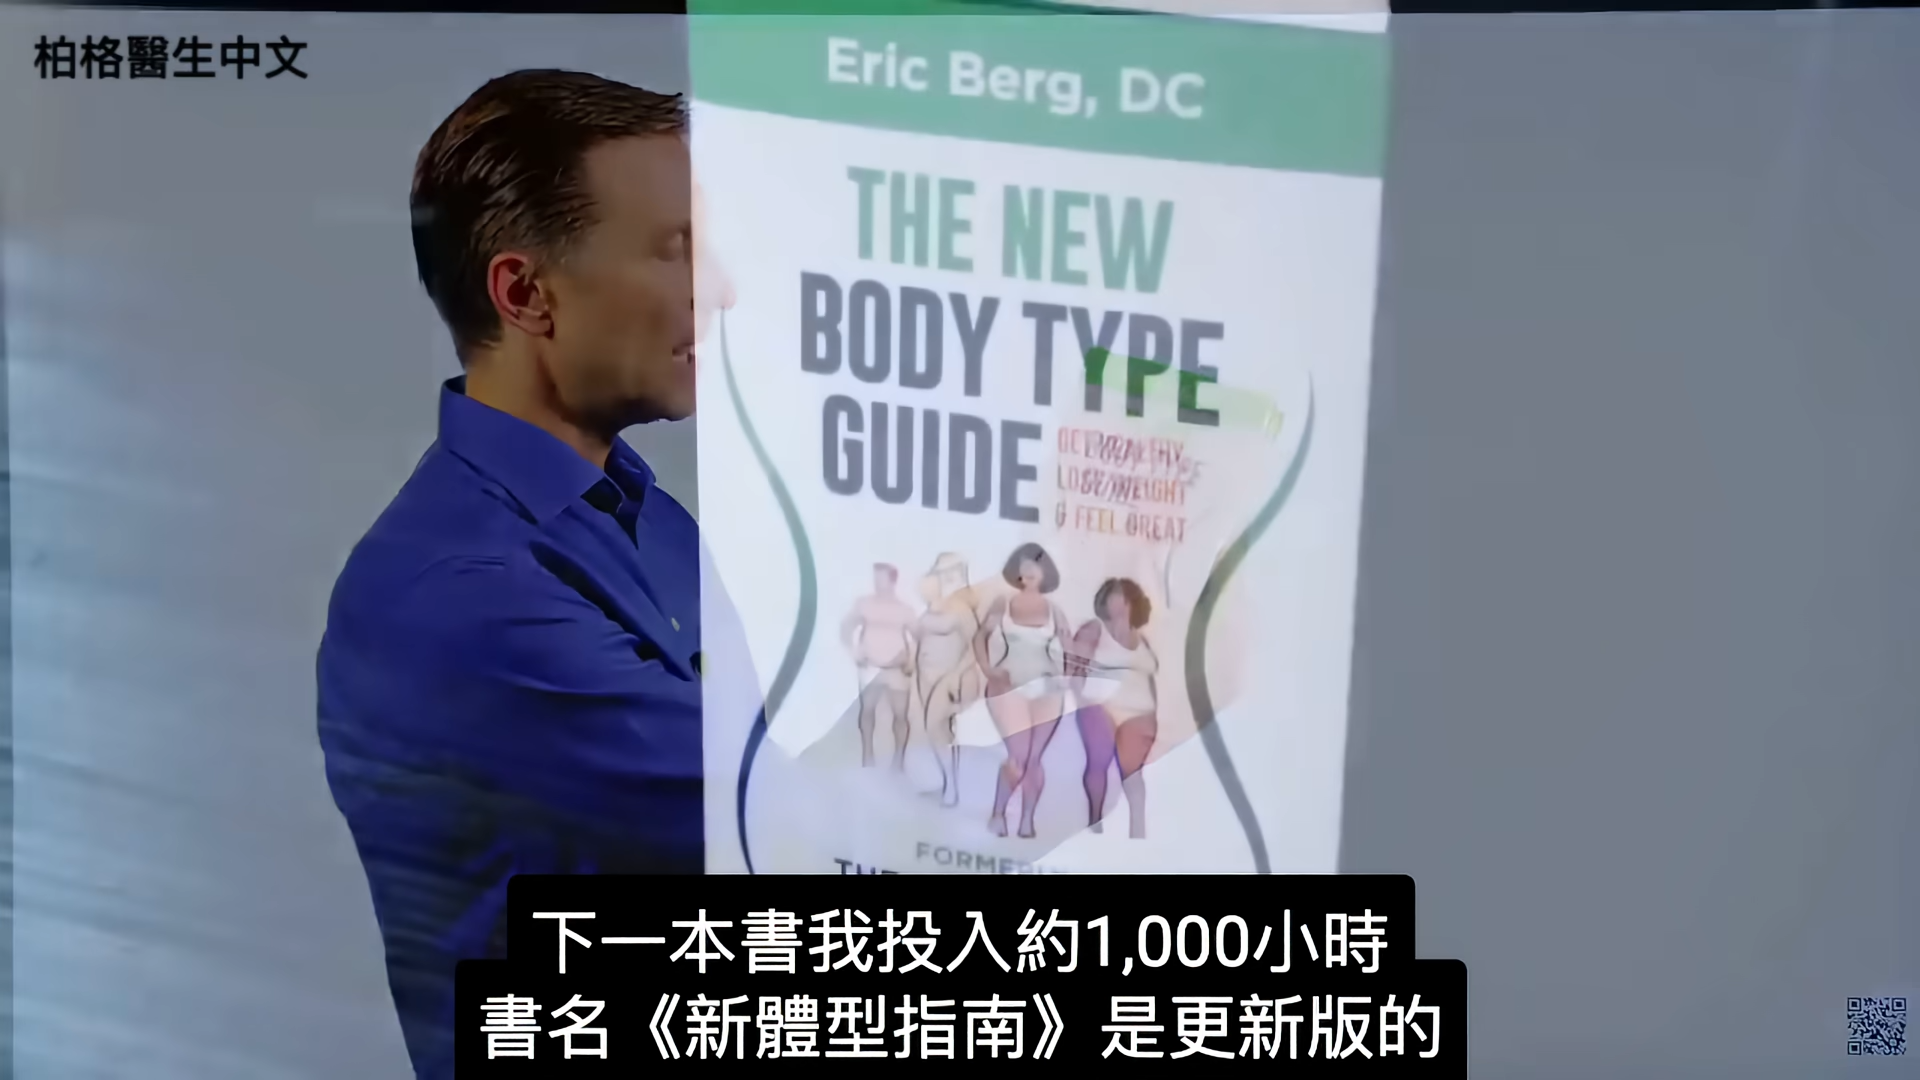 柏格醫生中文
Eric Berg, DC
THE NEW
BODY TYPE
GUIDE
LOSE WEIGHT
& FEEL GREAT
下一本書我投入約1,000小時
書名《新體型指南》是更新版的